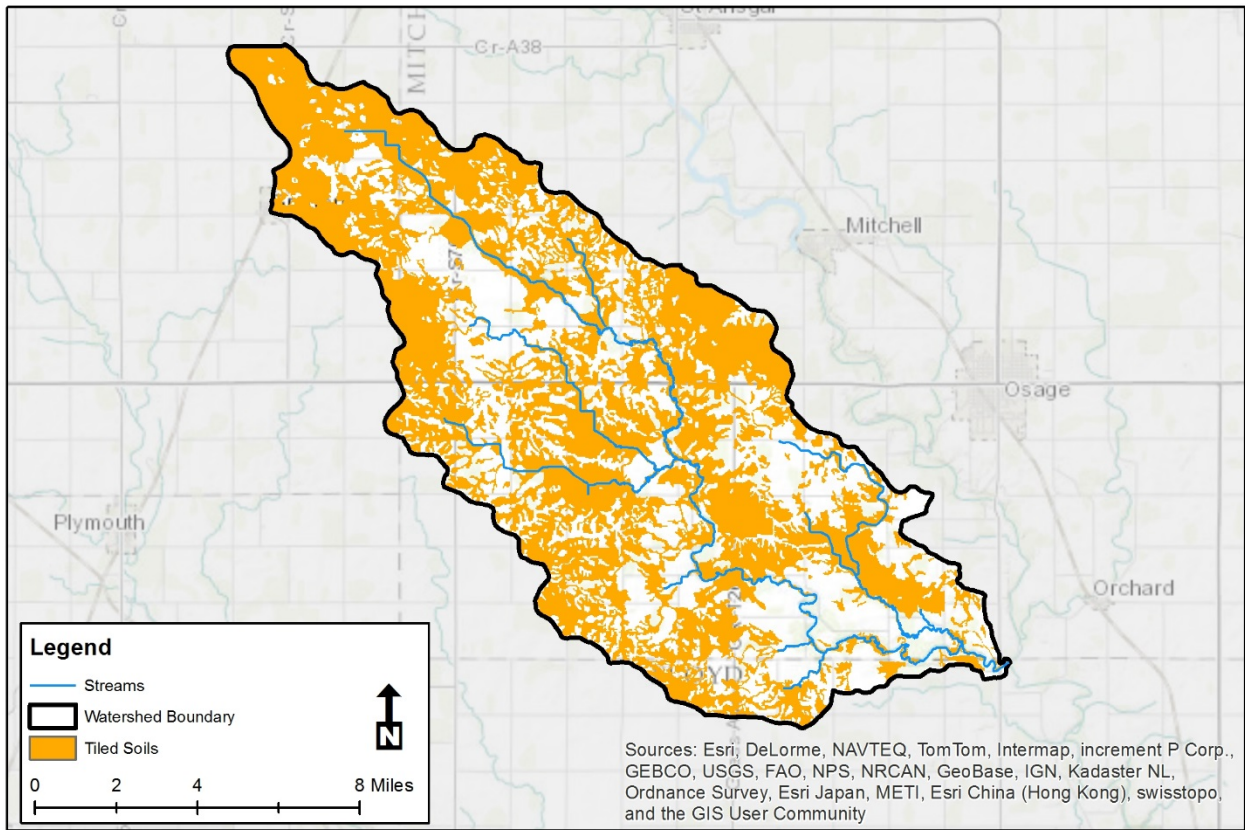 St Ansgar
Cr-A38
MITCH
Mitchell
Osage
Plymouth
Orchard
Legend
Streams
Watershed Boundary
Tiled Soils
N
0 2 4 8 Miles
Sources: Esri, DeLorme, NAVTEQ, TomTom, Intermap, increment P Corp.,
GEBCO, USGS, FAO, NPS, NRCAN, GeoBase, IGN, Kadaster NL,
Ordnance Survey, Esri Japan, METI, Esri China (Hong Kong), swisstopo,
and the GIS User Community